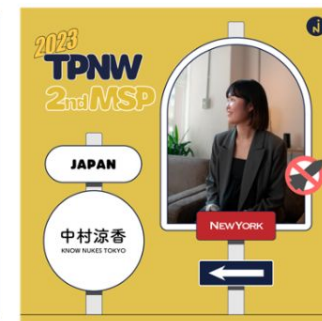 2023
TPNW
2nd MSP
JAPAN
中村涼香
KNOW NUKES TOKYO
NEW YORK